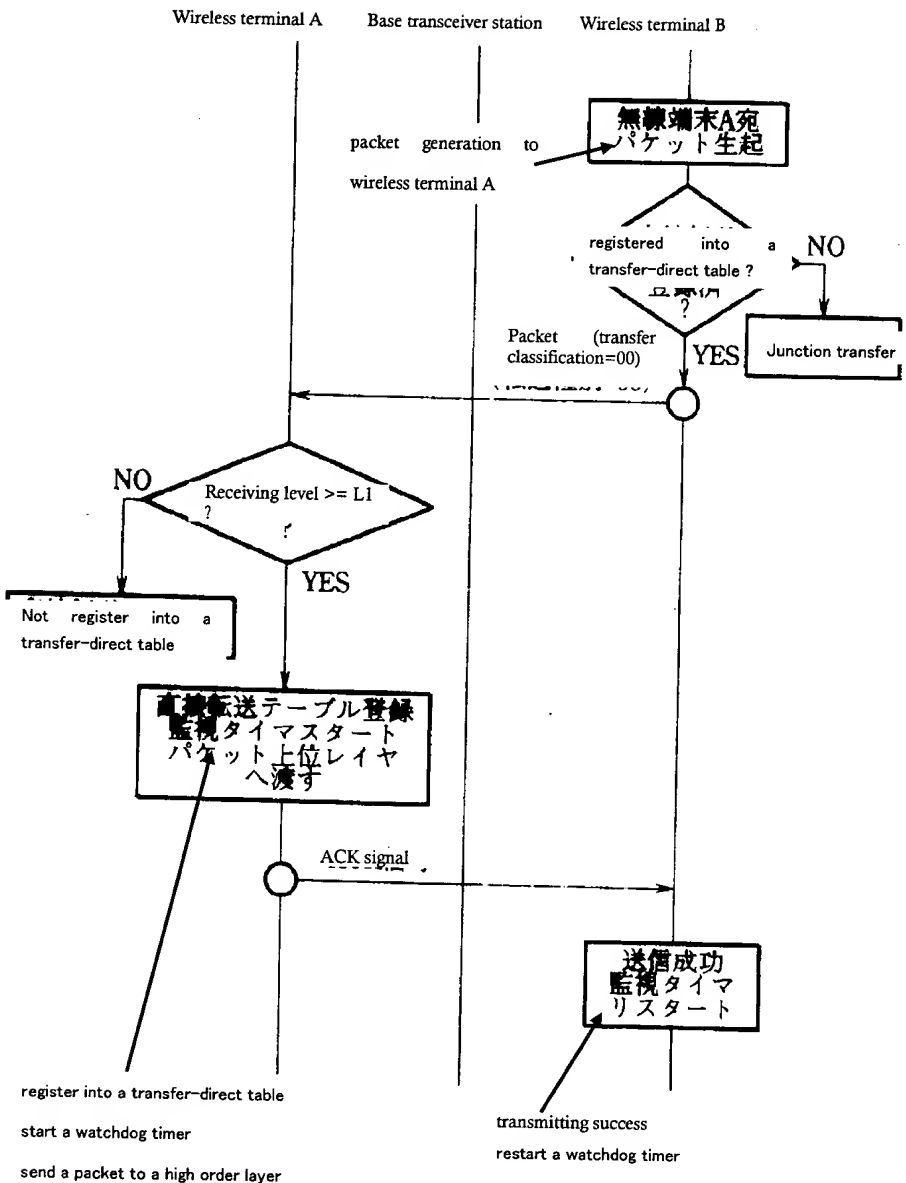 Wireless terminal A
Base transceiver station
Wireless terminal B
無線端末A宛
パケット生起
packet generation to
wireless terminal A
registered into a
transfer-direct table ?
?
NO
YES
Junction transfer
Packet (transfer
classification=00)
Receiving level >= L1
?
NO
YES
Not register into a
transfer-direct table
直接転送テーブル登録
監視タイマスタート
パケット上位レイヤ
へ渡す
ACK signal
送信成功
監視タイマ
リスタート
register into a transfer-direct table
start a watchdog timer
send a packet to a high order layer
transmitting success
restart a watchdog timer